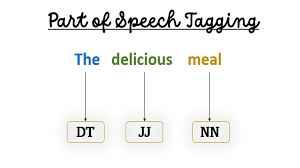 Part of Speech Tagging
The delicious meal
DT JJ NN